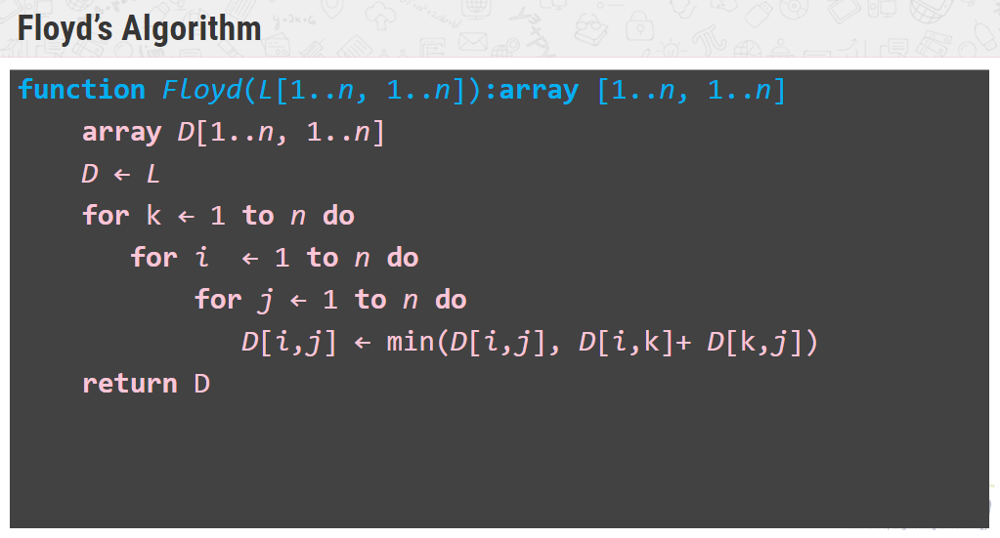 Floyd's Algorithm
function Floyd(L[1..n, 1..n]):array [1..n, 1..n]
array D[1..n, 1..n]
D ← L
for k ← 1 to n do
for i ← 1 to n do
for j ← 1 to n do
D[i,j] ← min(D[i,j], D[i,k]+ D[k,j])
return D